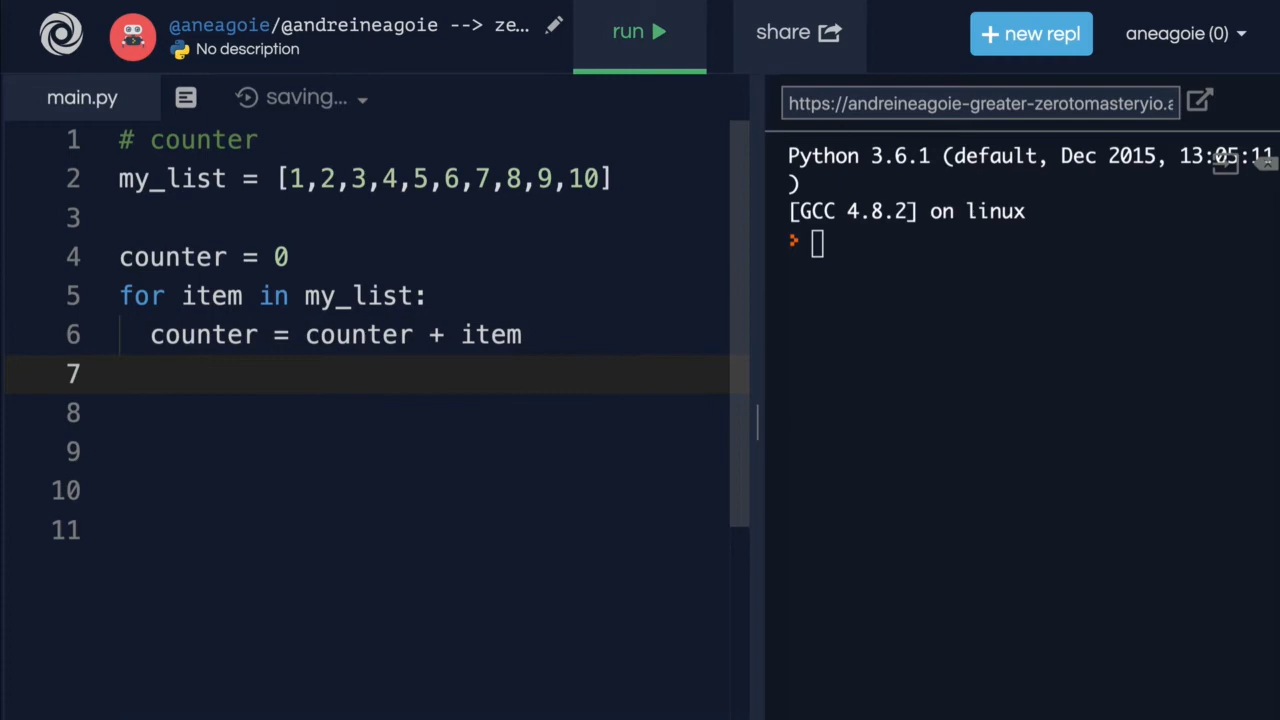 @aneagoie/@andreineagoie --> ze...
No description
run
share
+ new repl
aneagoie (0)
main.py
saving...
https://andreineagoie-greater-zerotomasteryio.a
1 # counter
2 my_list = [1,2,3,4,5,6,7,8,9,10]
3
4 counter = 0
5 for item in my_list:
6 counter = counter + item
7
8
9
10
11
Python 3.6.1 (default, Dec 2015, 13:05:11
)
[GCC 4.8.2] on linux
>